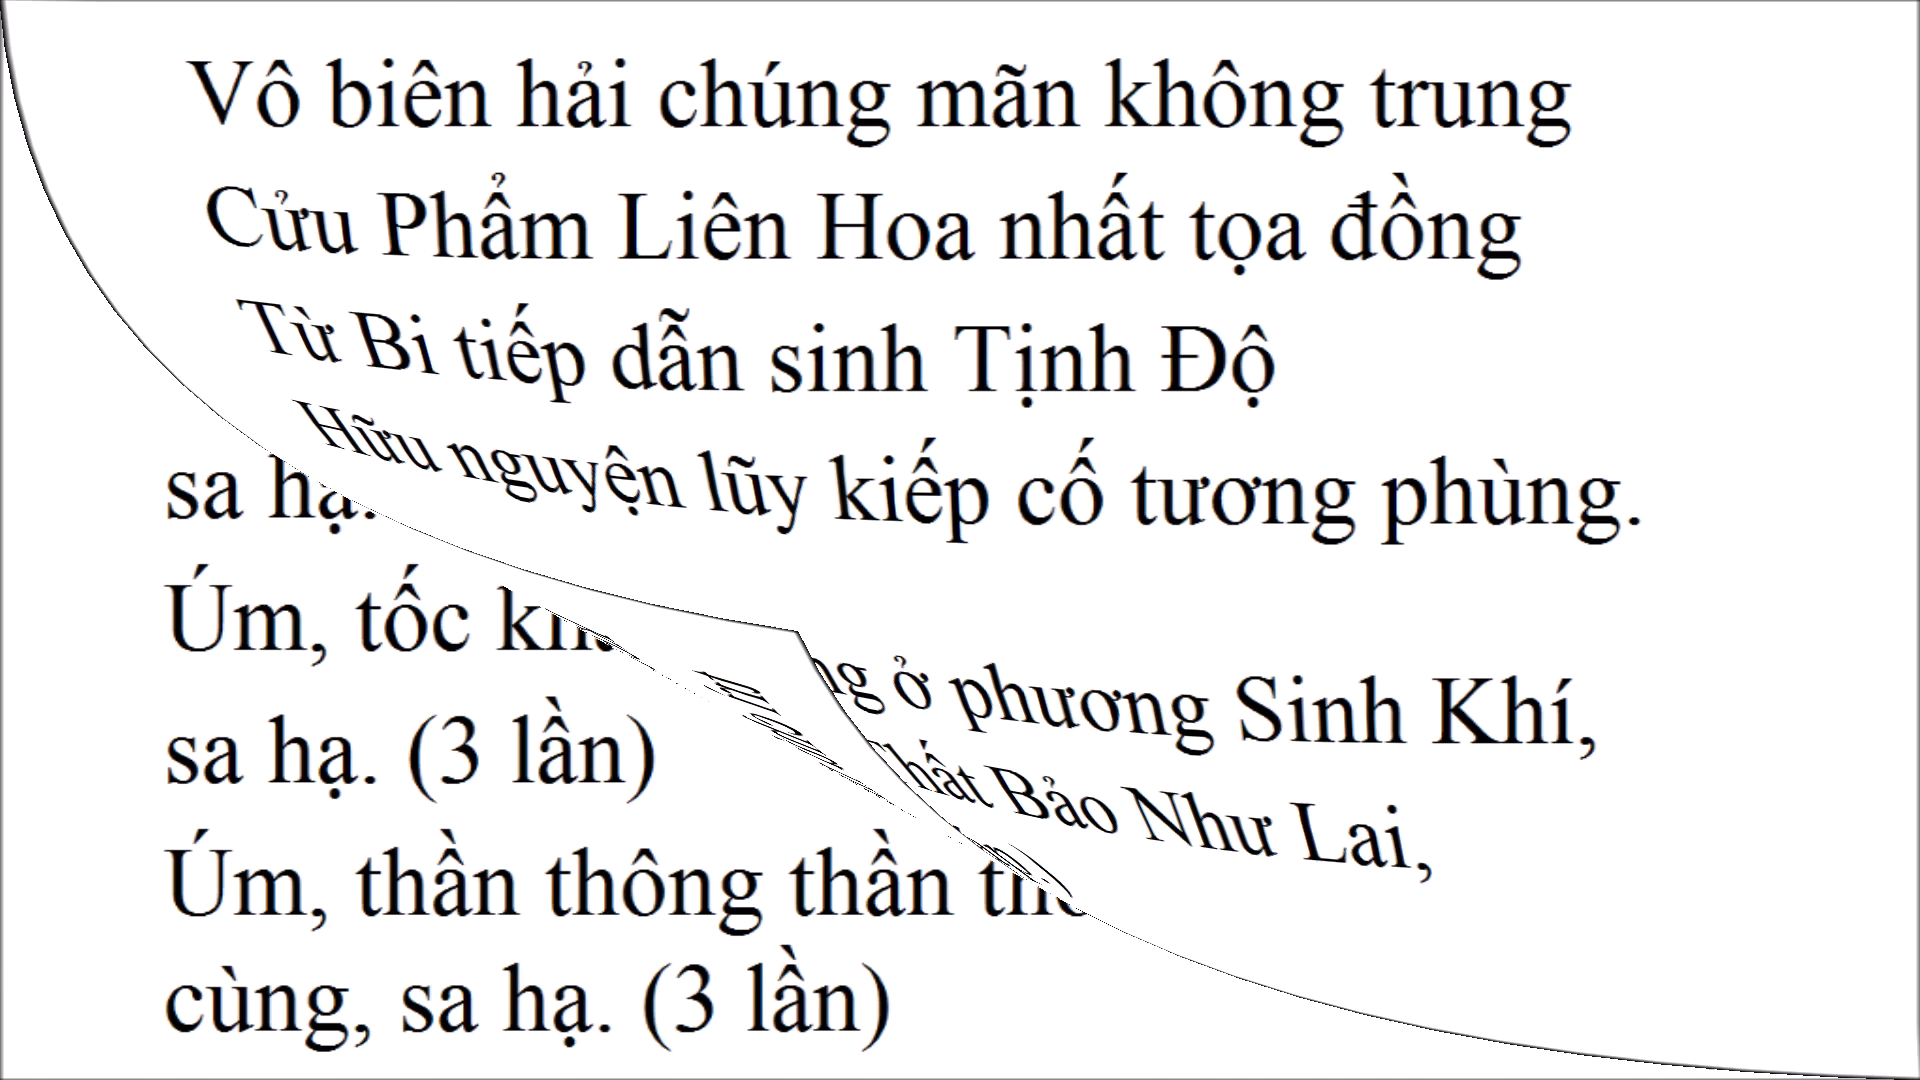 Vô biên hải chúng mãn không trung
Cửu Phẩm Liên Hoa nhất tọa đồng
Từ Bi tiếp dẫn sinh Tịnh Độ
Hữu nguyện lũy kiếp cố tương phùng.
sa hạ.
Úm, tốc
ở phương Sinh Khí,
sa hạ. (3 lần)
Bảo Như Lai,
Úm, thần thông thần
cùng, sa hạ. (3 lần)